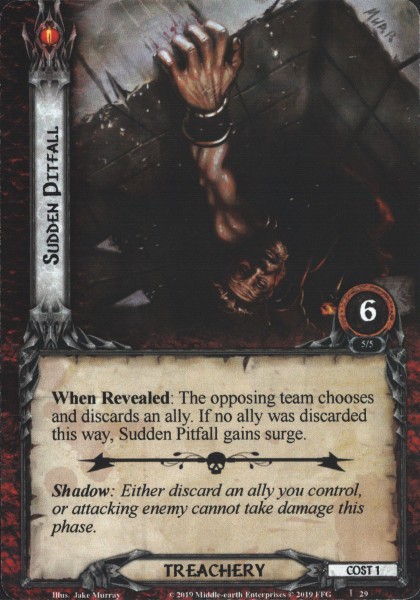 SUDDEN PITFALL
6
5/5
When Revealed: The opposing team chooses
and discards an ally. If no ally was discarded
this way, Sudden Pitfall gains surge.
Shadow: Either discard an ally you control,
or attacking enemy cannot take damage this
phase.
TREACHERY
COST 1
Illus. Jake Murray
© 2019 Middle-earth Enterprises © 2019 FFG
29